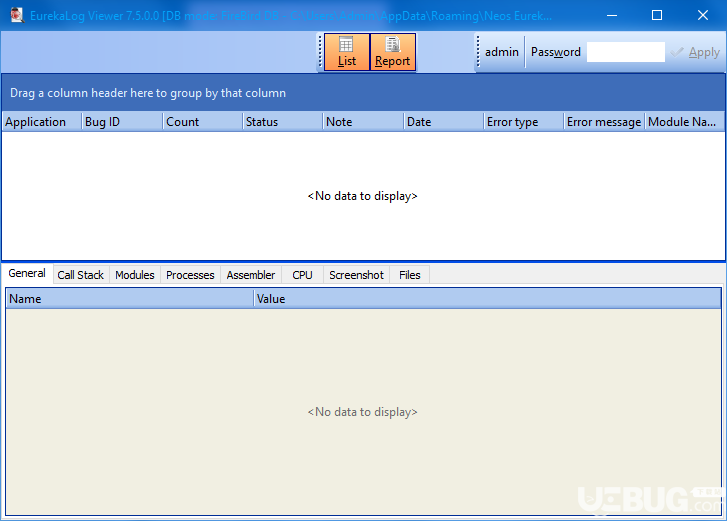 EurekaLog Viewer 7.5.0.0 [DB mode: FireBird
AppData\Roaming\Neos Eurek...
List
Report
admin
Password
Apply
Drag a column header here to group by that column
Application Bug ID Count Status Note Date Error type Error message Module Na...
<No data to display>
General Call Stack Modules Processes Assembler CPU Screenshot Files
Name Value
<No data to display>
UEBUG
.com